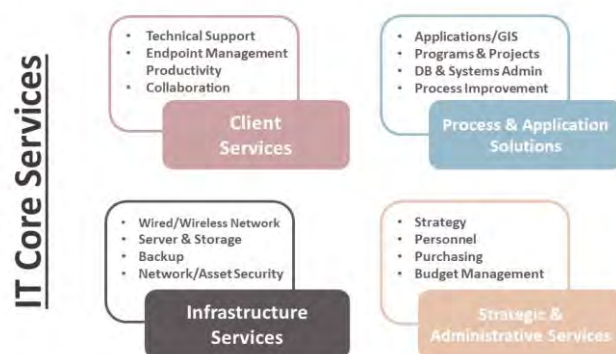 IT Core Services
• Technical Support
• Endpoint Management
Productivity
• Collaboration
Client
Services
• Applications/GIS
• Programs & Projects
• DB & Systems Admin
• Process Improvement
Process & Application
Solutions
• Wired/Wireless Network
• Server & Storage
• Backup
• Network/Asset Security
Infrastructure
Services
• Strategy
• Personnel
• Purchasing
• Budget Management
Strategic &
Administrative Services